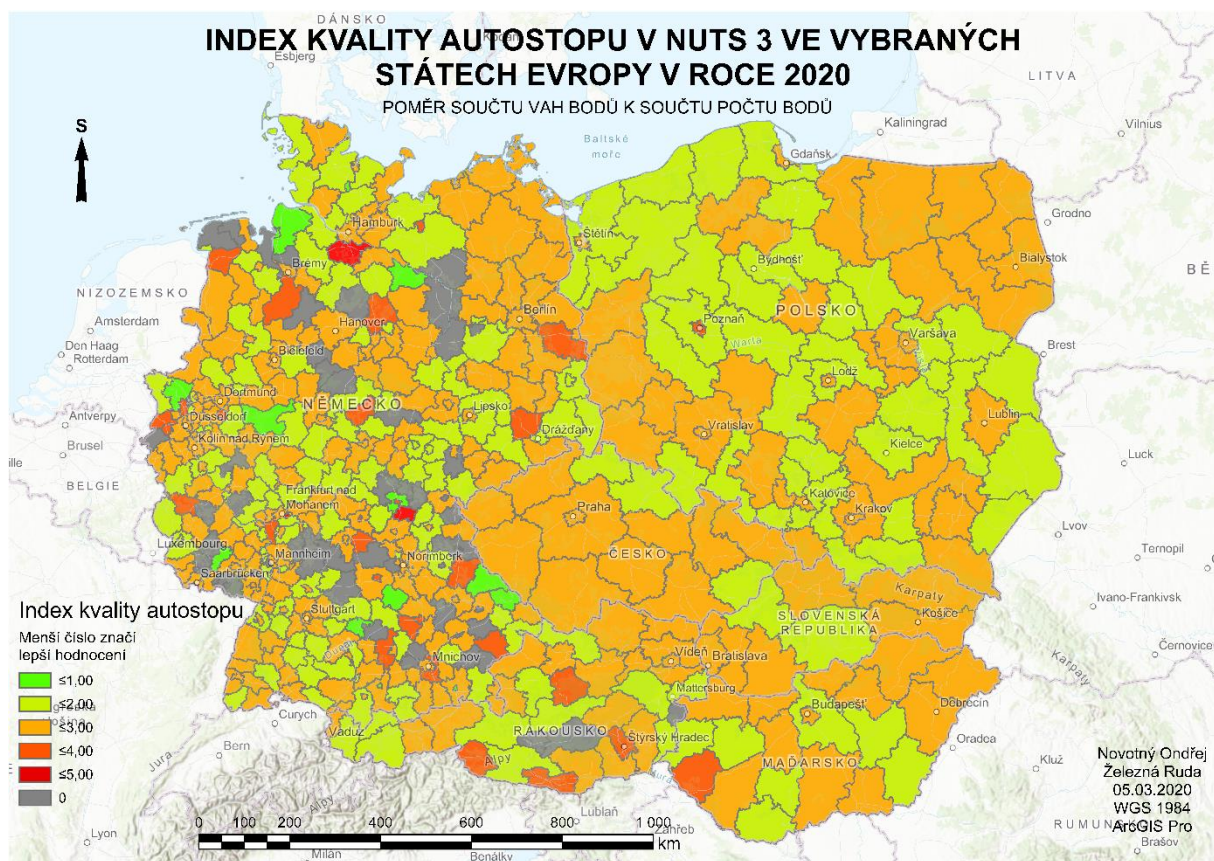 INDEX KVALITY AUTOSTOPU V NUTS 3 VE VYBRANÝCH
STÁTECH EVROPY V ROCE 2020
POMĚR SOUČTU VAH BODŮ K SOUČTU POČTU BODŮ
S
DÁNSKO
Esbjerg
LITVA
Kaliningrad
Vilnius
Baltské
moře
Gdaňsk
Grodno
Hamburk
Štětín
Bialystok
Brémy
Bydhošť
BĚ
NIZOZEMSKO
Amsterdam
Berlín
POLSKO
Hanover
Poznaň
Varšava
Den Haag
Rotterdam
Warta
Brest
Bielefeld
Lodž
Dortmund
NĚMECKO
Lipsko
Antverpy
Düsseldorf
Drážďany
Vratislav
Lublin
Brusel
Kolín nad Rýnem
Kielce
Luck
BELGIE
Frankfurt nad
Mohanem
Katovice
Krakov
Praha
Lvov
Luxembourg
Mannheim
Norimberk
ČESKO
Ternopil
Saarbrücken
Karpaty
Ivano-Frankivsk
Stuttgart
SLOVENSKÁ
REPUBLIKA
Košice
Černovice
Mnichov
Vídeň
Bratislava
Karpaty
Mattersburg
Curych
Vaduz
Budapešť
Debrecín
RAKOUSKO
Bern
Štýrský Hradec
Oradea
Jura
Alpy
MAĎARSKO
Kluž
Alpy
Lublaň
Záhřeb
RUMUNSKO
Lyon
Milán
Benátky
Brašov
Index kvality autostopu
Menší číslo značí
lepší hodnocení
≤1,00
≤2,00
≤3,00
≤4,00
≤5,00
0
0 100 200 400 600 800 1 000
km
Novotný Ondřej
Železná Ruda
05.03.2020
WGS 1984
ArcGIS Pro